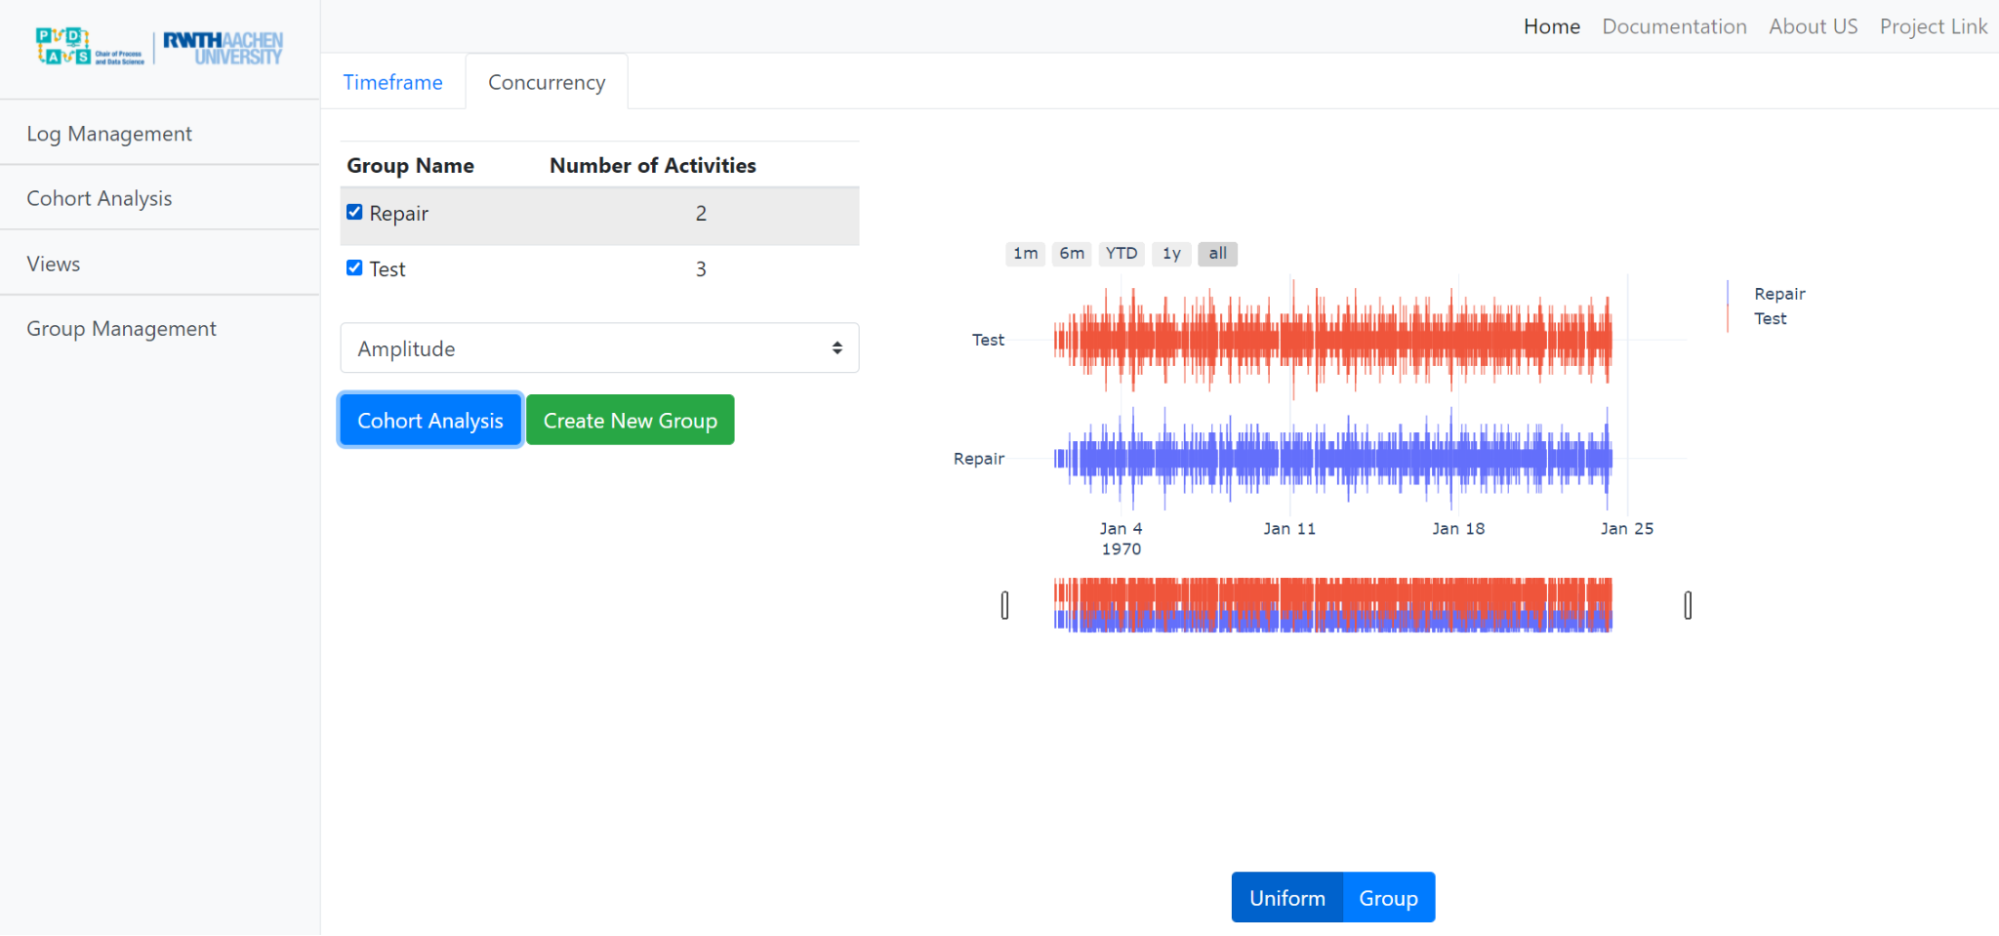 P D
A S
Chair of Process
and Data Science
RWTHAACHEN
UNIVERSITY
Home Documentation About US Project Link
Timeframe Concurrency
Log Management
Cohort Analysis
Views
Group Management
Group Name Number of Activities
Repair 2
Test 3
Amplitude
Cohort Analysis Create New Group
1m 6m YTD 1y all
Test
Repair
Jan 4 Jan 11 Jan 18 Jan 25
1970
Repair
Test
Uniform Group